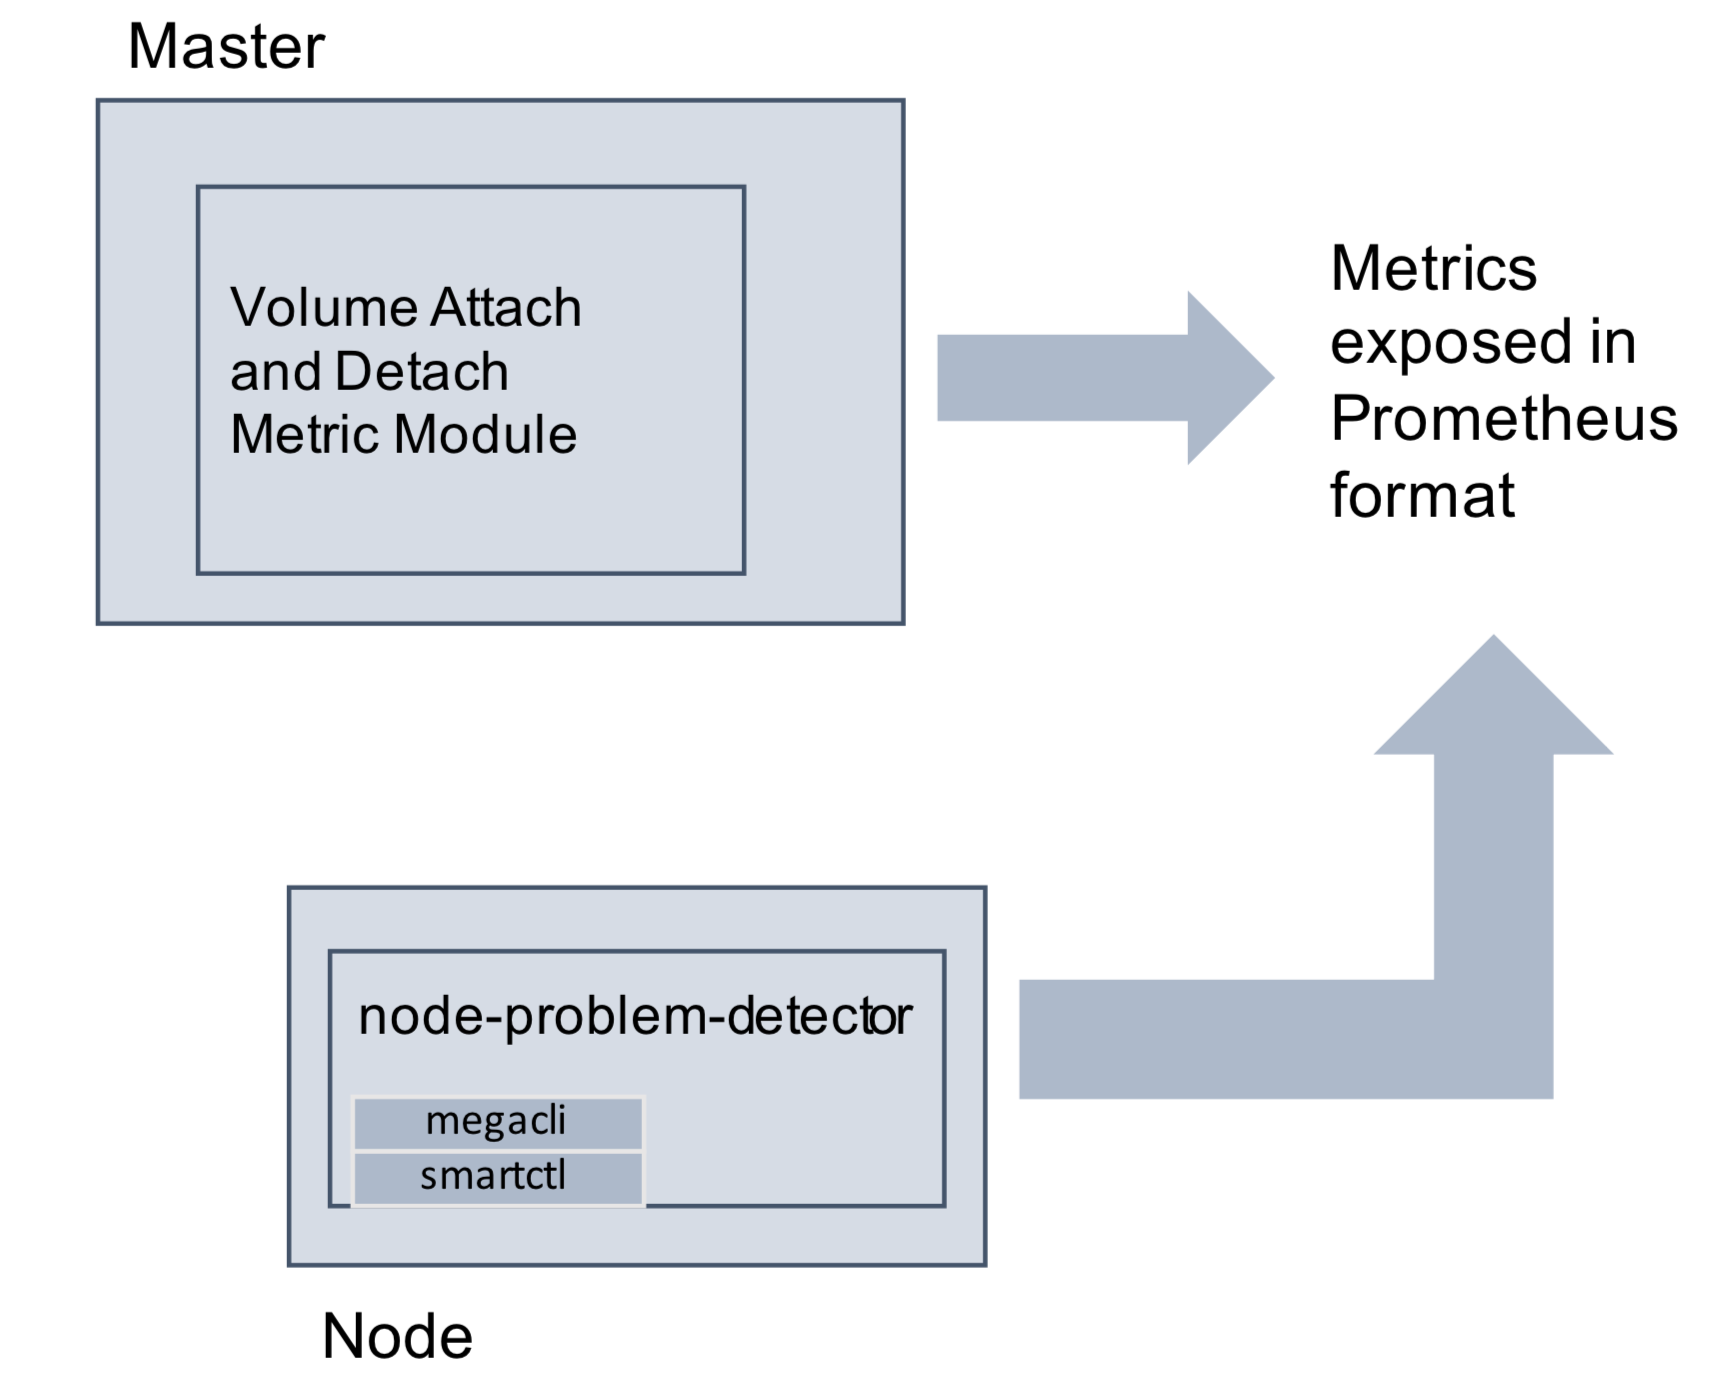 Master
Volume Attach
and Detach
Metric Module
Metrics
exposed in
Prometheus
format
node-problem-detector
megacli
smartctl
Node